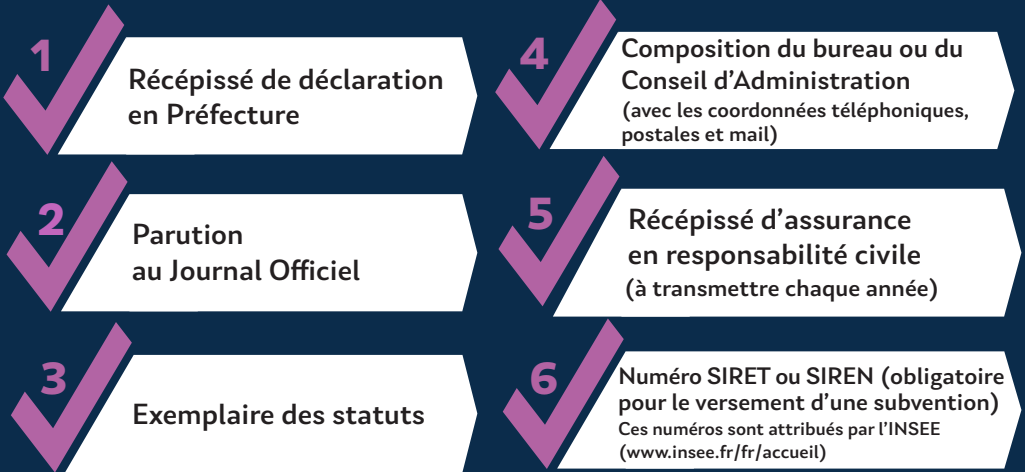 1
Récépissé de déclaration
en Préfecture
2
Parution
au Journal Officiel
3
Exemplaire des statuts
4
Composition du bureau ou du
Conseil d’Administration
(avec les coordonnées téléphoniques,
postales et mail)
5
Récépissé d’assurance
en responsabilité civile
(à transmettre chaque année)
6
Numéro SIRET ou SIREN (obligatoire
pour le versement d’une subvention)
Ces numéros sont attribués par l’INSEE
(www.insee.fr/fr/accueil)